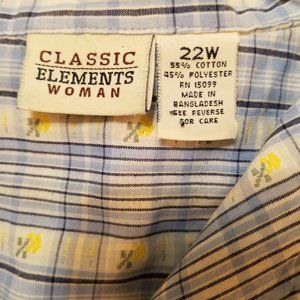 CLASSIC
ELEMENTS
WOMAN
22W
55% COTTON
45% POLYESTER
RN 15099
MADE IN
BANGLADESH
SEE REVERSE
FOR CARE